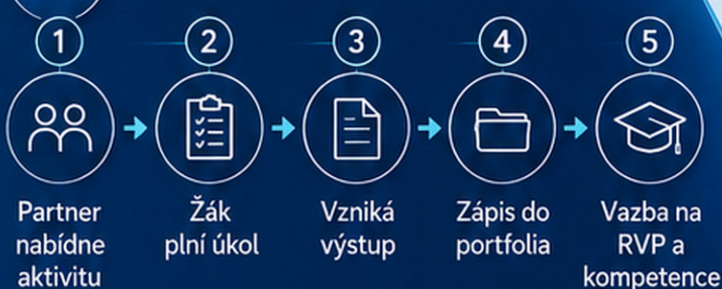 1
2
3
4
5
Partner
nabídne
aktivitu
Žák
plní úkol
Vzniká
výstup
Zápis do
portfolia
Vazba na
RVP a
kompetence